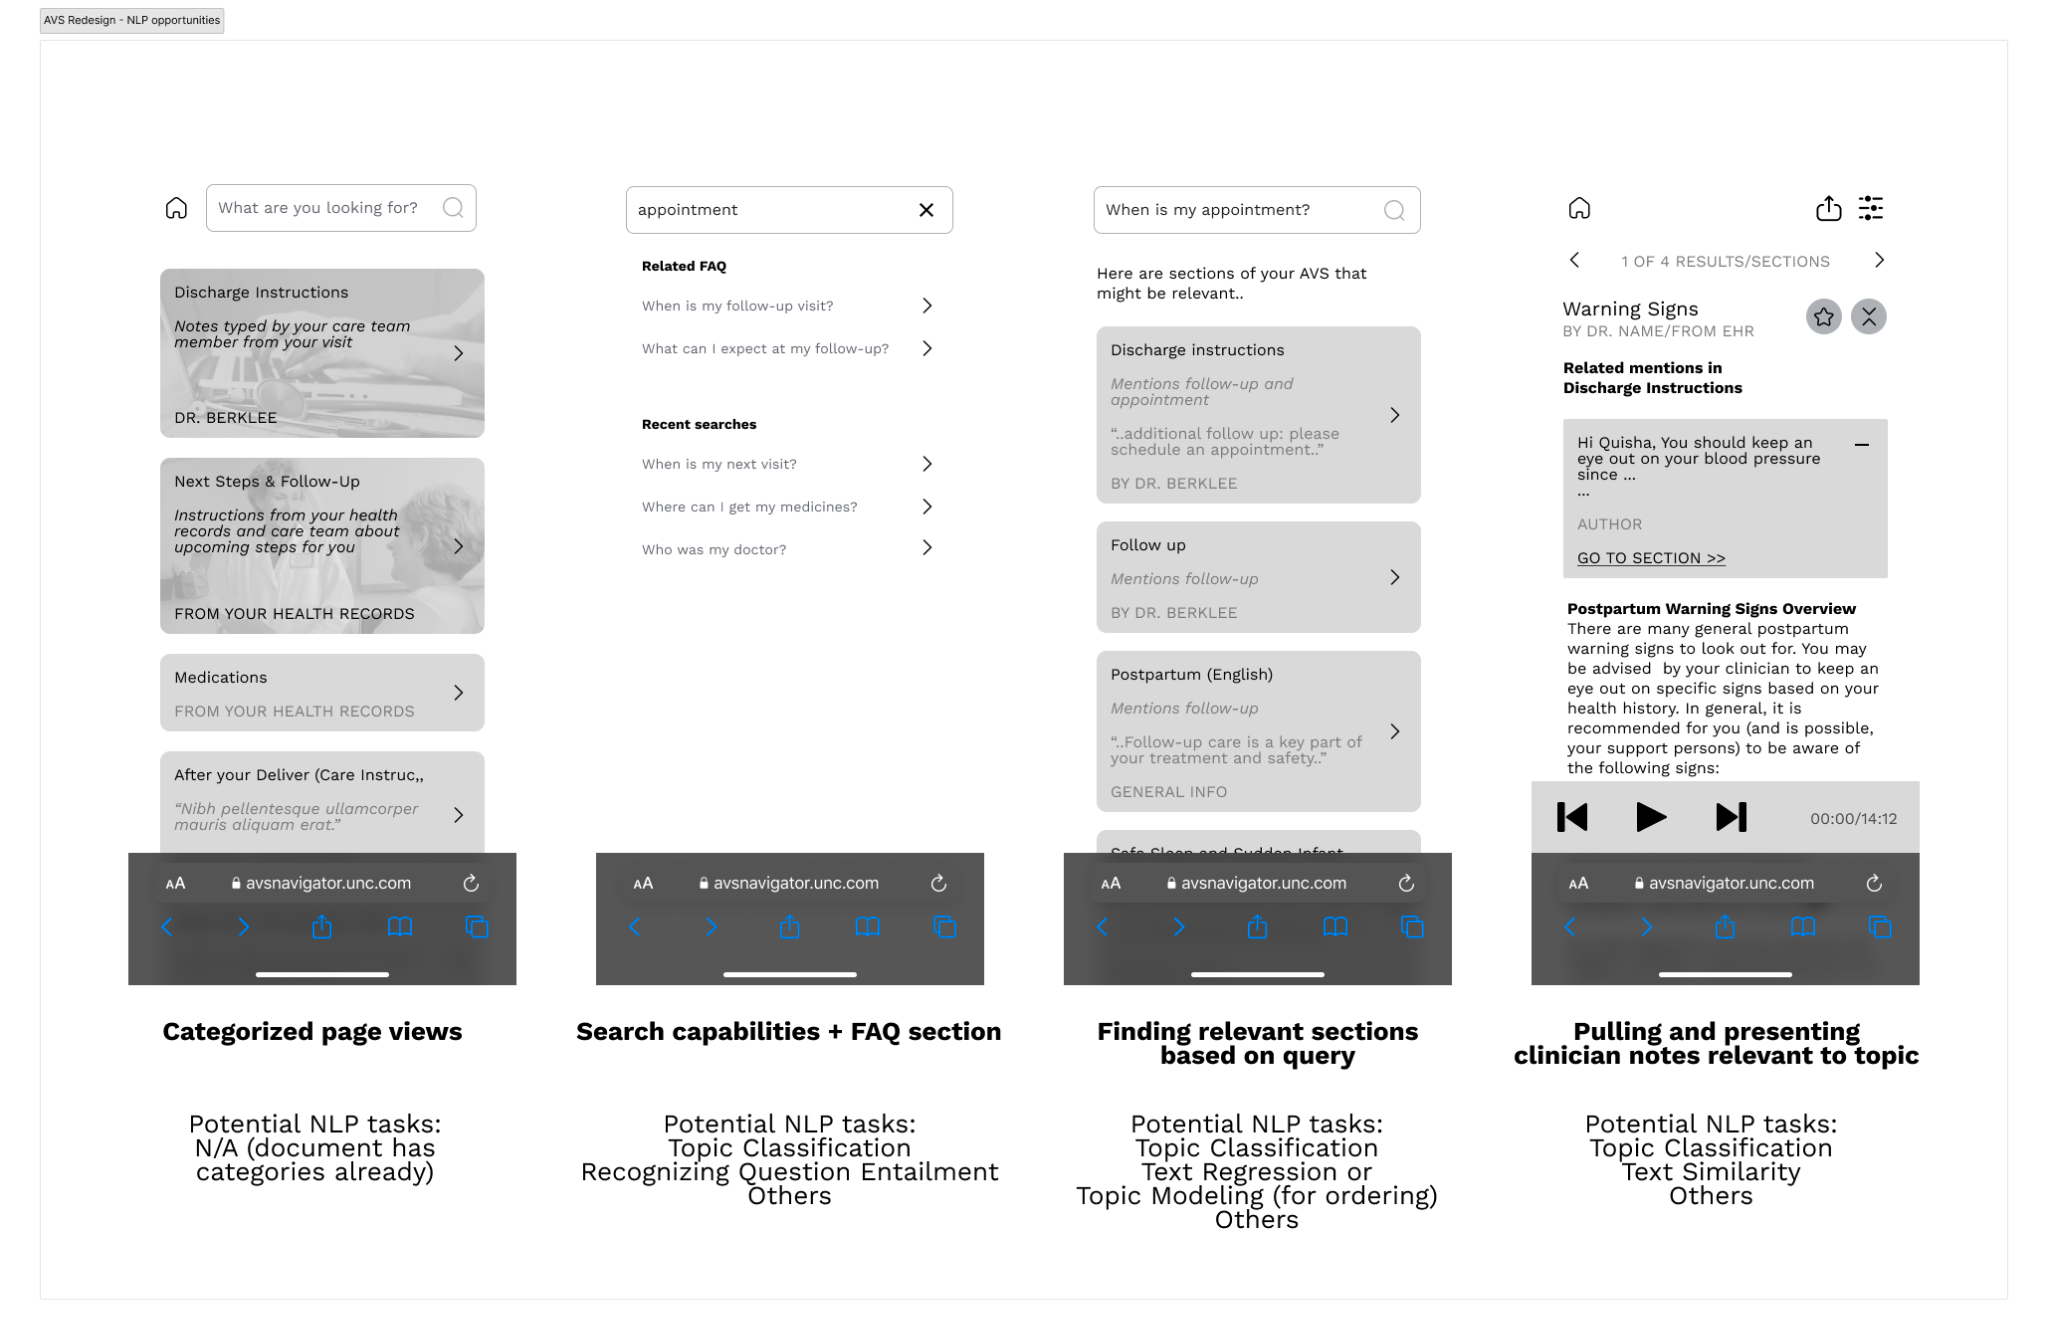 AVS Redesign - NLP opportunities
What are you looking for?
Discharge Instructions
Notes typed by your care team
member from your visit
DR. BERKLEE
Next Steps & Follow-Up
Instructions from your health
records and care team about
upcoming steps for you
FROM YOUR HEALTH RECORDS
Medications
FROM YOUR HEALTH RECORDS
After your Deliver (Care Instruc,,
“Nibh pellentesque ullamcorper
mauris aliquam erat.”
AA avsnavigator.unc.com
Categorized page views
Potential NLP tasks:
N/A (document has
categories already)
appointment
Related FAQ
When is my follow-up visit?
What can I expect at my follow-up?
Recent searches
When is my next visit?
Where can I get my medicines?
Who was my doctor?
AA avsnavigator.unc.com
Search capabilities + FAQ section
Potential NLP tasks:
Topic Classification
Recognizing Question Entailment
Others
When is my appointment?
Here are sections of your AVS that
might be relevant..
Discharge instructions
Mentions follow-up and
appointment
“..additional follow up: please
schedule an appointment..”
BY DR. BERKLEE
Follow up
Mentions follow-up
BY DR. BERKLEE
Postpartum (English)
Mentions follow-up
“..Follow-up care is a key part of
your treatment and safety..”
GENERAL INFO
Safe Sleep and Sudden Infant
AA avsnavigator.unc.com
Finding relevant sections
based on query
Potential NLP tasks:
Topic Classification
Text Regression or
Topic Modeling (for ordering)
Others
1 OF 4 RESULTS/SECTIONS
Warning Signs
BY DR. NAME/FROM EHR
Related mentions in
Discharge Instructions
Hi Quisha, You should keep an
eye out on your blood pressure
since ...
...
AUTHOR
GO TO SECTION >>
Postpartum Warning Signs Overview
There are many general postpartum
warning signs to look out for. You may
be advised by your clinician to keep an
eye out on specific signs based on your
health history. In general, it is
recommended for you (and is possible,
your support persons) to be aware of
the following signs:
00:00/14:12
AA avsnavigator.unc.com
Pulling and presenting
clinician notes relevant to topic
Potential NLP tasks:
Topic Classification
Text Similarity
Others